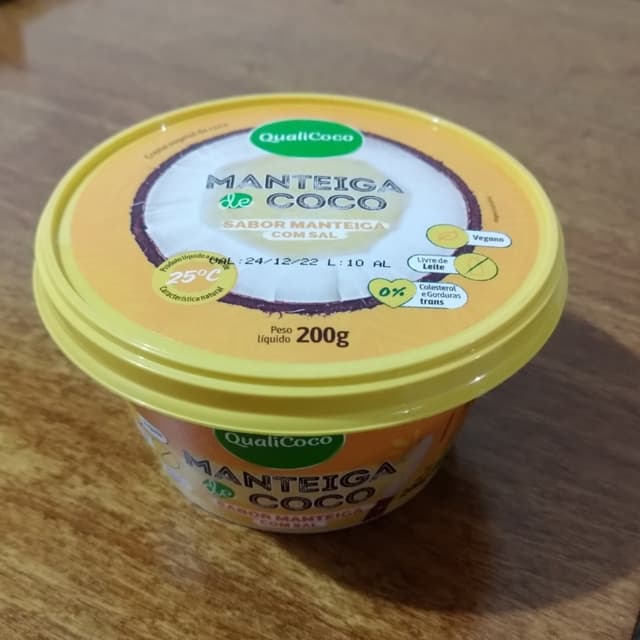 QualiCoco
MANTEIGA
de COCO
SABOR MANTEIGA
COM SAL
VAL:24/12/22 L:10 AL
25°C
Característica natural
Vegano
Livre de
Leite
0%
Colesterol
e Gorduras
trans
Peso
líquido 200g
QualiCoco
MANTEIGA
de COCO
SABOR MANTEIGA
COM SAL